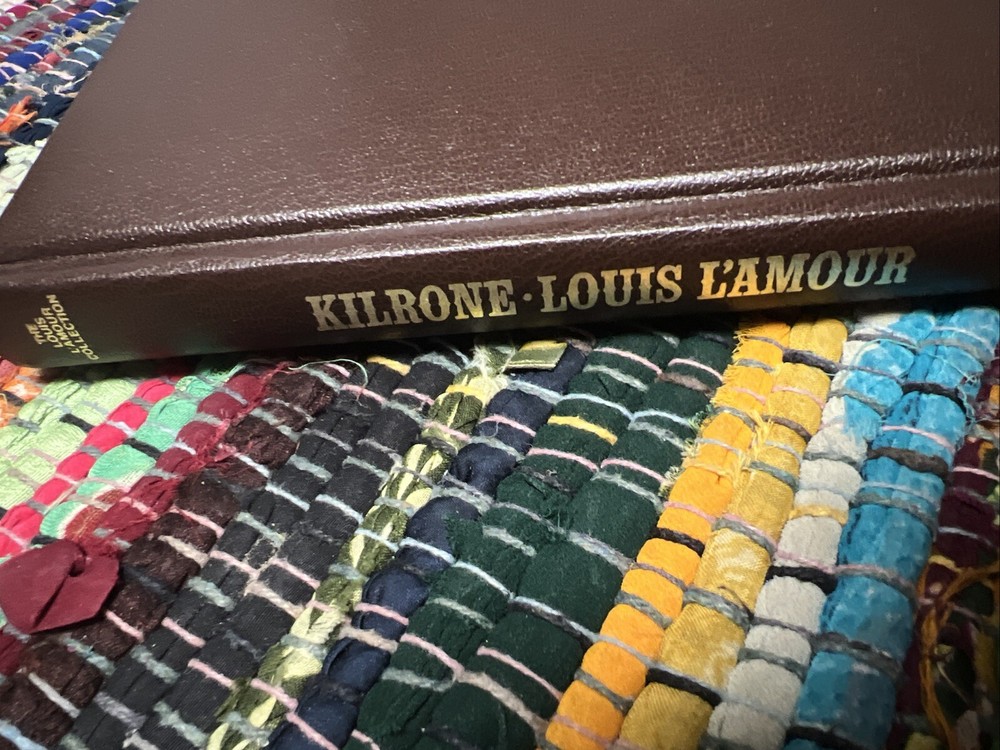 KILRONE · LOUIS L'AMOUR
THE
LOUIS
L'AMOUR
COLLECTION